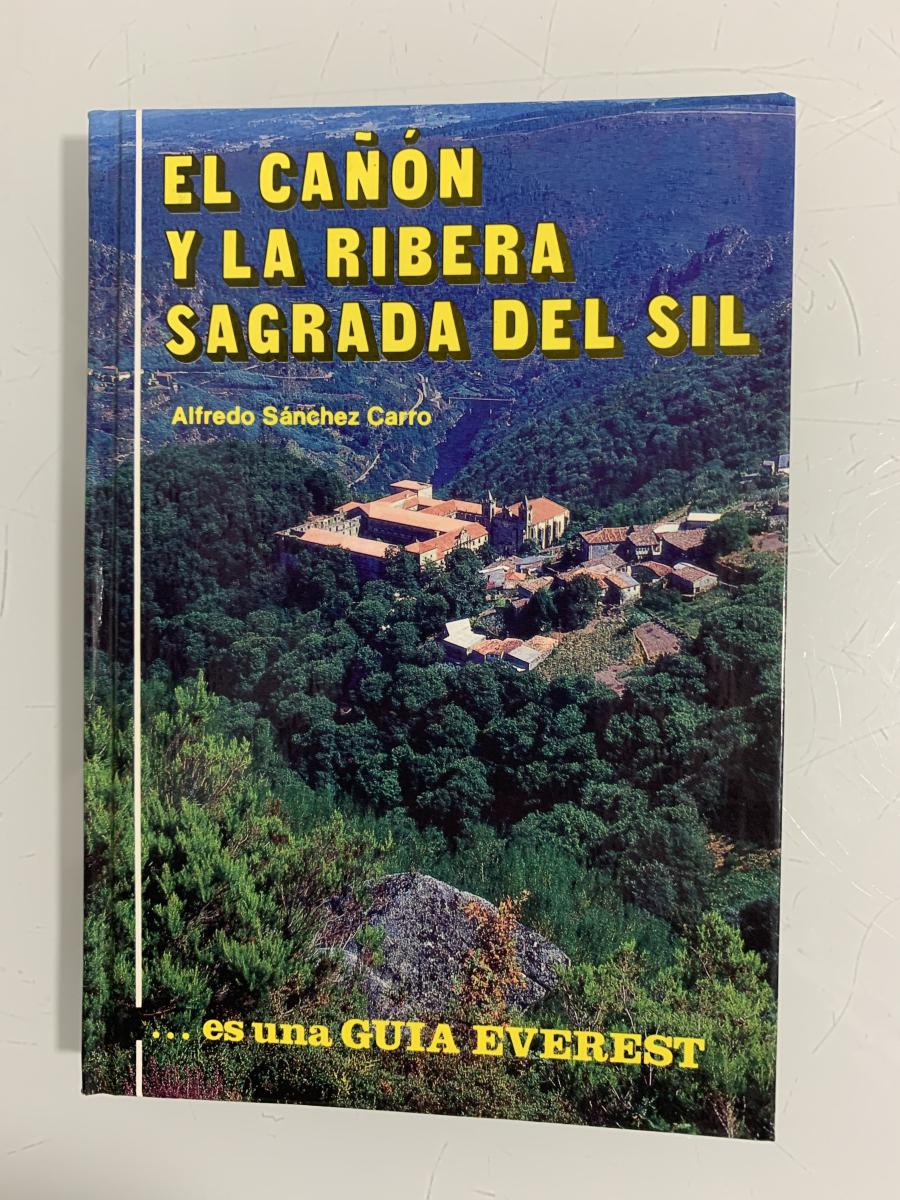 EL CAÑÓN
Y LA RIBERA
SAGRADA DEL SIL
Alfredo Sánchez Carro
... es una GUIA EVEREST